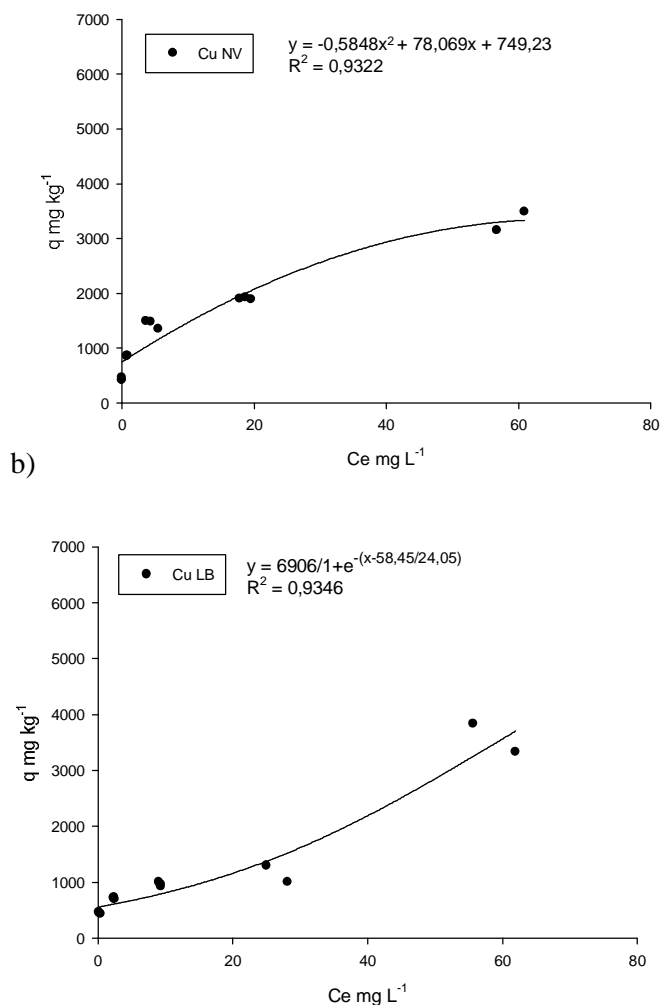 7000
Cu NV
y = -0,5848x² + 78,069x + 749,23
R² = 0,9322
6000
5000
4000
3000
2000
1000
0
q mg kg⁻¹
0 20 40 60 80
Ce mg L⁻¹
b)
7000
Cu LB
y = 6906/1+e^-(x-58,45/24,05)
R² = 0,9346
6000
5000
4000
3000
2000
1000
0
q mg kg⁻¹
0 20 40 60 80
Ce mg L⁻¹